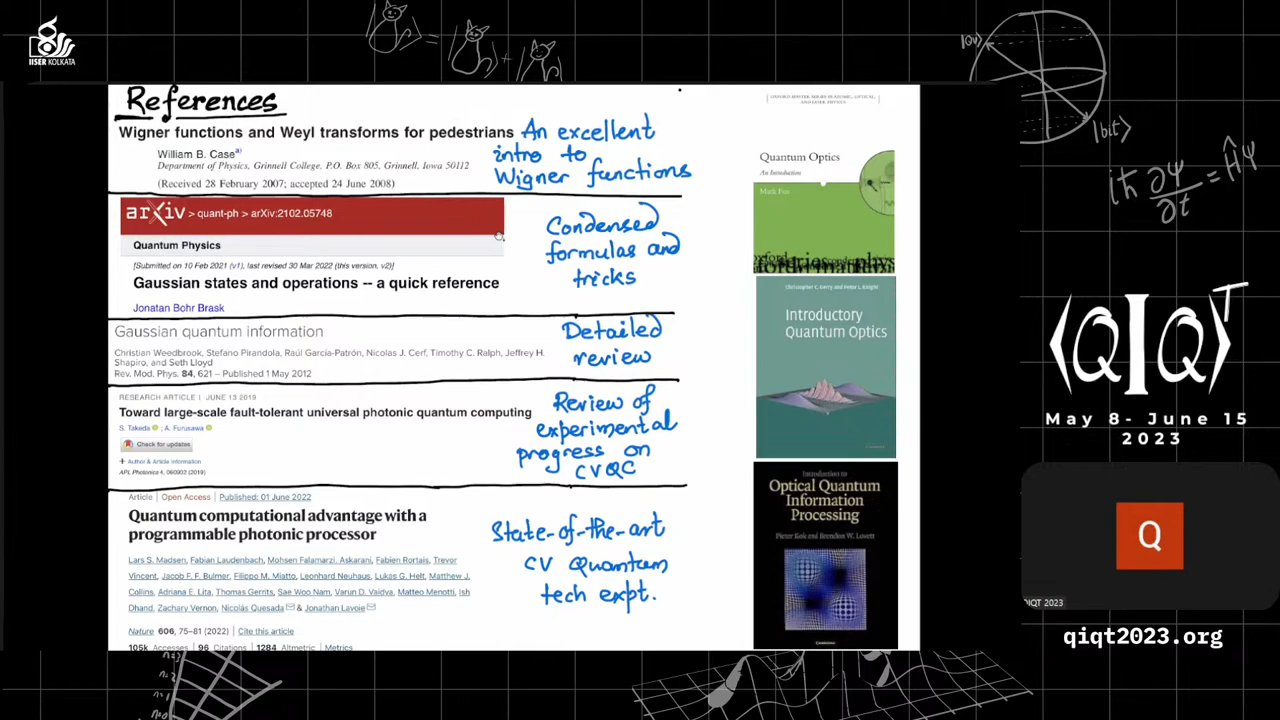 IISER KOLKATA
References
Wigner functions and Weyl transforms for pedestrians
William B. Case a)
Department of Physics, Grinnell College, P.O. Box 805, Grinnell, Iowa 50112
(Received 28 February 2007; accepted 24 June 2008)
An excellent
intro to
Wigner functions
arXiv > quant-ph > arXiv:2102.05748
Quantum Physics
[Submitted on 10 Feb 2021 (v1), last revised 30 Mar 2022 (this version, v2)]
Gaussian states and operations -- a quick reference
Jonatan Bohr Brask
Condensed
formulas and
tricks
Gaussian quantum information
Christian Weedbrook, Stefano Pirandola, Raúl García-Patrón, Nicolas J. Cerf, Timothy C. Ralph, Jeffrey H.
Shapiro, and Seth Lloyd
Rev. Mod. Phys. 84, 621 – Published 1 May 2012
Detailed
review
RESEARCH ARTICLE | JUNE 13 2019
Toward large-scale fault-tolerant universal photonic quantum computing
S. Takeda ; A. Furusawa
Check for updates
+ Author & Article Information
APL Photonics 4, 060902 (2019)
Review of
experimental
progress on
CVQC
Article | Open Access | Published: 01 June 2022
Quantum computational advantage with a
programmable photonic processor
Lars S. Madsen, Fabian Laudenbach, Mohsen Falamarzi. Askarani, Fabien Rortais, Trevor
Vincent, Jacob F. F. Bulmer, Filippo M. Miatto, Leonhard Neuhaus, Lukas G. Helt, Matthew J.
Collins, Adriana E. Lita, Thomas Gerrits, Sae Woo Nam, Varun D. Vaidya, Matteo Menotti, Ish
Dhand, Zachary Vernon, Nicolás Quesada & Jonathan Lavoie
Nature 606, 75–81 (2022) | Cite this article
105k Accesses | 96 Citations | 1284 Altmetric | Metrics
State-of-the-art
CV Quantum
tech expt.
Quantum Optics
An Introduction
Mark Fox
Christopher C. Gerry and Peter L. Knight
Introductory
Quantum Optics
Introduction to
Optical Quantum
Information
Processing
Pieter Kok and Brendon W. Lovett
iħ ∂ψ/∂t = Ĥψ
⟨QIQ⟩T
May 8- June 15
2023
Q
QIQT 2023
qiqt2023.org